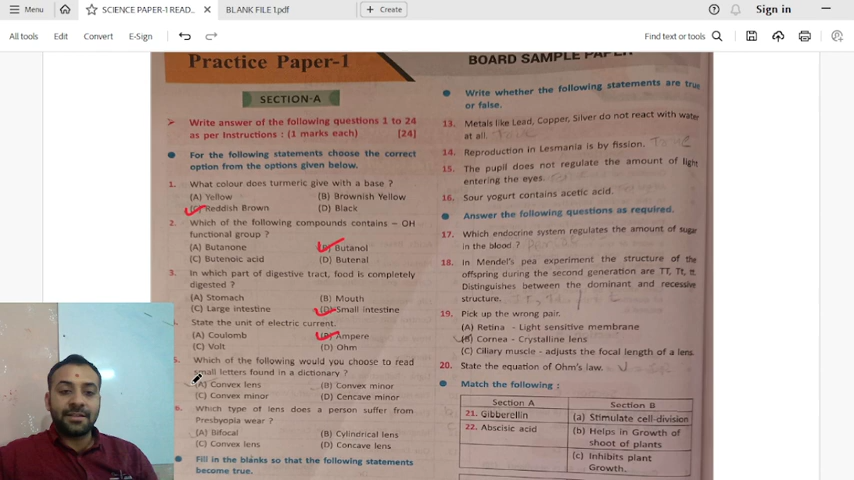 Menu
SCIENCE PAPER-1 READ...
BLANK FILE 1.pdf
Create
Sign in
All tools
Edit
Convert
E-Sign
Find text or tools
Practice Paper-1
BOARD SAMPLE PAPER
SECTION-A
Write answer of the following questions 1 to 24
as per Instructions : (1 marks each) [24]
For the following statements choose the correct
option from the options given below.
1. What colour does turmeric give with a base ?
(A) Yellow (B) Brownish Yellow
(C) Reddish Brown (D) Black
2. Which of the following compounds contains – OH
functional group ?
(A) Butanone (B) Butanol
(C) Butenoic acid (D) Butenal
3. In which part of digestive tract, food is completely
digested ?
(A) Stomach (B) Mouth
(C) Large intestine (D) Small intestine
State the unit of electric current.
(A) Coulomb (B) Ampere
(C) Volt (D) Ohm
Which of the following would you choose to read
small letters found in a dictionary ?
(A) Convex lens (B) Convex minor
(C) Convex minor (D) Cencave minor
Which type of lens does a person suffer from
Presbyopia wear ?
(A) Bifocal (B) Cylindrical lens
(C) Convex lens (D) Concave lens
Fill in the blanks so that the following statements
become true.
Write whether the following statements are true
or false.
13. Metals like Lead, Copper, Silver do not react with water
at all.
14. Reproduction in Lesmania is by fission.
15. The pupil does not regulate the amount of light
entering the eyes.
16. Sour yogurt contains acetic acid.
Answer the following questions as required.
17. Which endocrine system regulates the amount of sugar
in the blood ?
18. In Mendel's pea experiment the structure of the
offspring during the second generation are TT, Tt, tt.
Distinguishes between the dominant and recessive
structure.
19. Pick up the wrong pair.
(A) Retina - Light sensitive membrane
(B) Cornea - Crystalline lens
(C) Ciliary muscle - adjusts the focal length of a lens.
20. State the equation of Ohm's law.
Match the following :
Section A Section B
21. Gibberellin (a) Stimulate cell-division
22. Abscisic acid (b) Helps in Growth of
shoot of plants
(c) Inhibits plant
Growth.